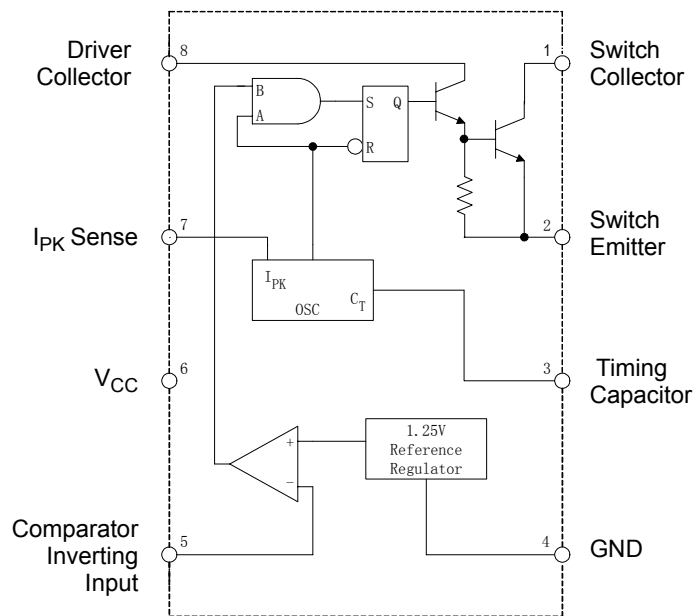 Driver
Collector
8
1
Switch
Collector
B
A
S
Q
R
IPK Sense
7
2
Switch
Emitter
IPK
CT
OSC
VCC
6
3
Timing
Capacitor
+
1.25V
Reference
Regulator
−
Comparator
Inverting
Input
5
4
GND